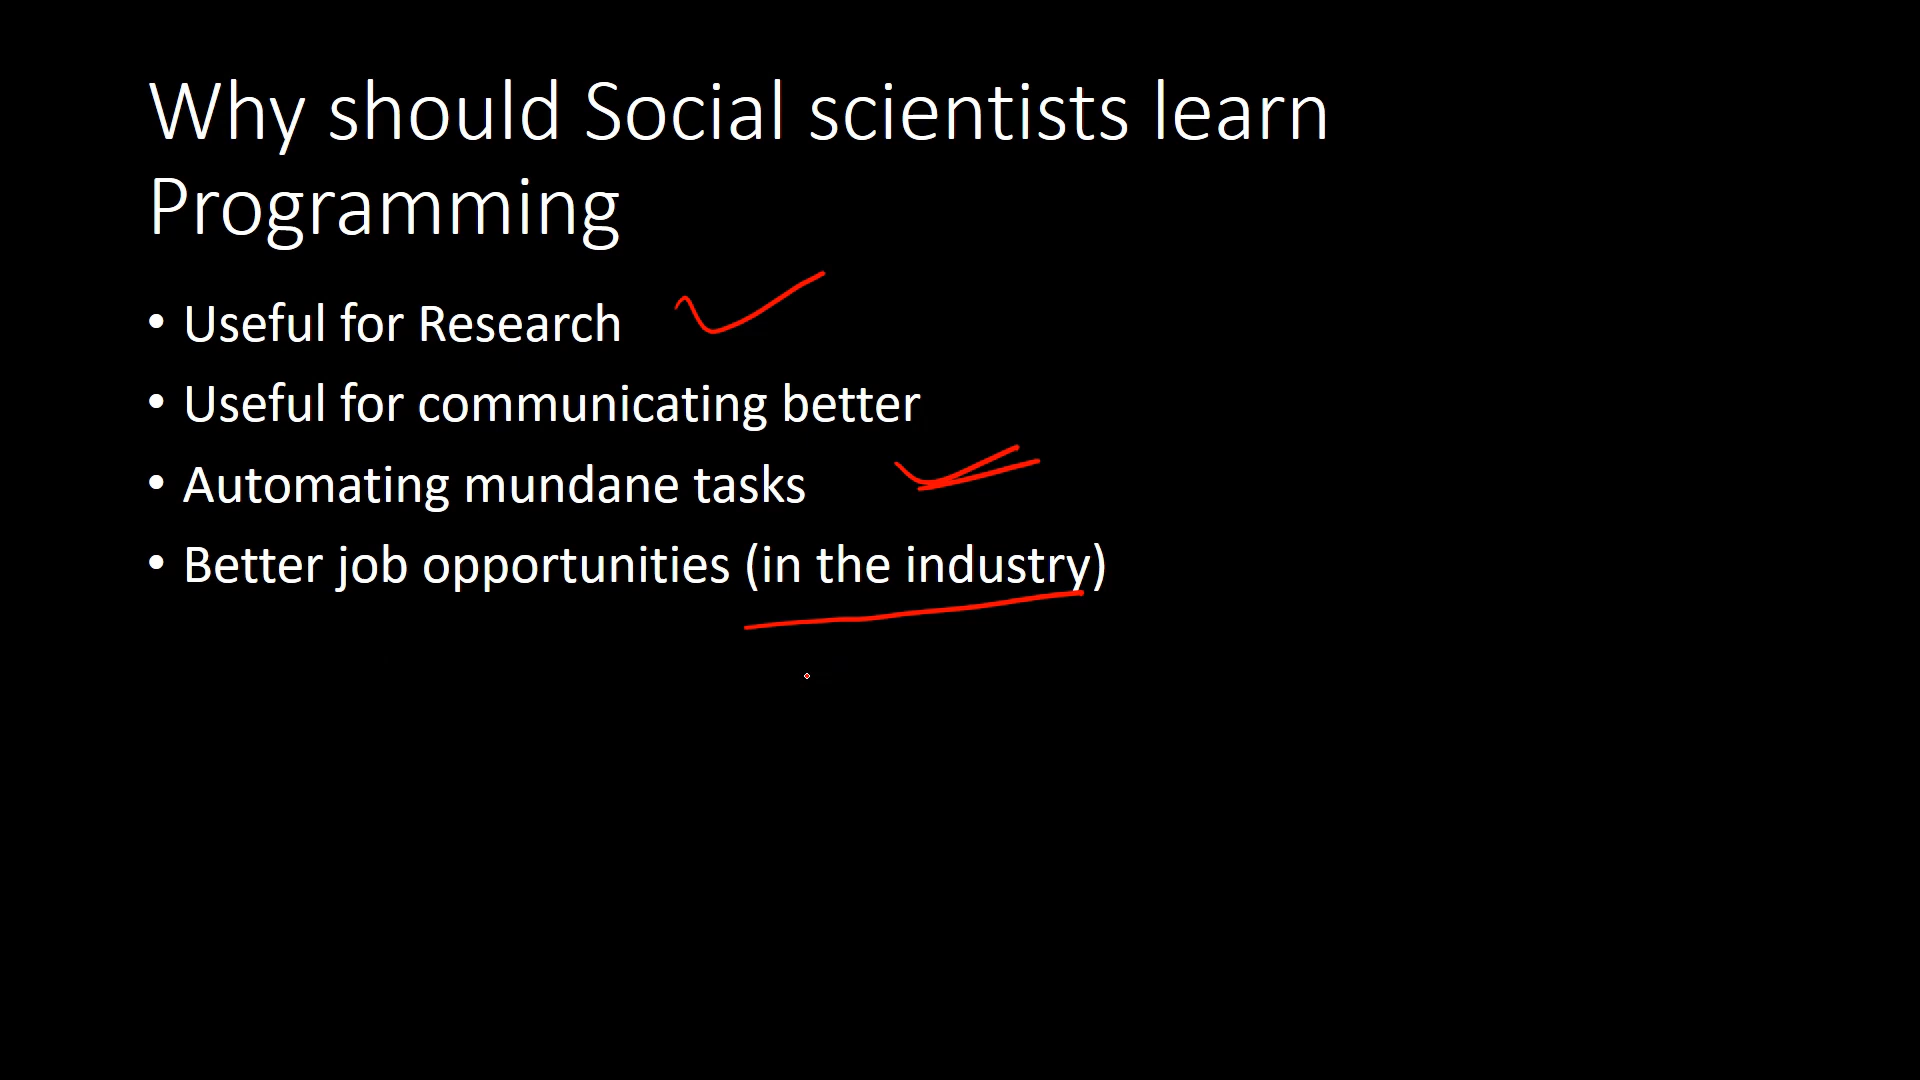 Why should Social scientists learn
Programming
• Useful for Research
• Useful for communicating better
• Automating mundane tasks
• Better job opportunities (in the industry)